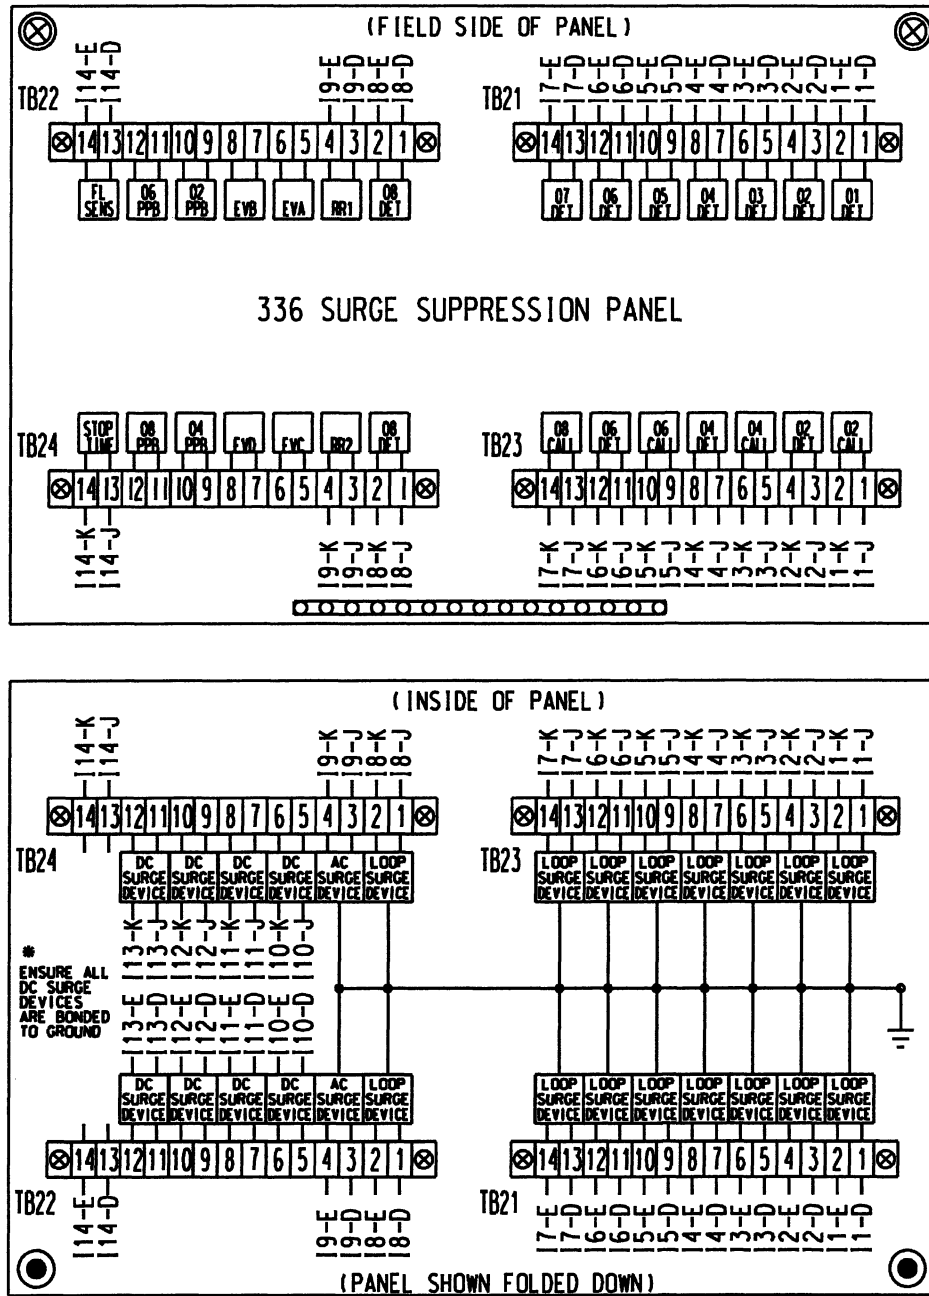 (FIELD SIDE OF PANEL)
TB22
I14-E I14-D I9-E I9-D I8-E I8-D
14 13 12 11 10 9 8 7 6 5 4 3 2 1
FL SENS
06 PPB
02 PPB
EVB
EVA
RR1
08 DET
TB21
I7-E I7-D I6-E I6-D I5-E I5-D I4-E I4-D I3-E I3-D I2-E I2-D I1-E I1-D
14 13 12 11 10 9 8 7 6 5 4 3 2 1
07 DET
06 DET
05 DET
04 DET
03 DET
02 DET
01 DET
336 SURGE SUPPRESSION PANEL
TB24
STOP TIME
08 PPB
04 PPB
EVD
EVC
RR2
08 DET
14 13 12 11 10 9 8 7 6 5 4 3 2 1
I14-K I14-J I9-K I9-J I8-K I8-J
TB23
08 CALL
06 DET
06 CALL
04 DET
04 CALL
02 DET
02 CALL
14 13 12 11 10 9 8 7 6 5 4 3 2 1
I7-K I7-J I6-K I6-J I5-K I5-J I4-K I4-J I3-K I3-J I2-K I2-J I1-K I1-J
(INSIDE OF PANEL)
I14-K I14-J I9-K I9-J I8-K I8-J
14 13 12 11 10 9 8 7 6 5 4 3 2 1
TB24
DC SURGE DEVICE
DC SURGE DEVICE
DC SURGE DEVICE
DC SURGE DEVICE
AC SURGE DEVICE
LOOP SURGE DEVICE
I13-K I13-J I12-K I12-J I11-K I11-J I10-K I10-J
I7-K I7-J I6-K I6-J I5-K I5-J I4-K I4-J I3-K I3-J I2-K I2-J I1-K I1-J
14 13 12 11 10 9 8 7 6 5 4 3 2 1
TB23
LOOP SURGE DEVICE
LOOP SURGE DEVICE
LOOP SURGE DEVICE
LOOP SURGE DEVICE
LOOP SURGE DEVICE
LOOP SURGE DEVICE
LOOP SURGE DEVICE
*
ENSURE ALL
DC SURGE
DEVICES
ARE BONDED
TO GROUND
I13-E I13-D I12-E I12-D I11-E I11-D I10-E I10-D
DC SURGE DEVICE
DC SURGE DEVICE
DC SURGE DEVICE
DC SURGE DEVICE
AC SURGE DEVICE
LOOP SURGE DEVICE
14 13 12 11 10 9 8 7 6 5 4 3 2 1
TB22
I14-E I14-D I9-E I9-D I8-E I8-D
LOOP SURGE DEVICE
LOOP SURGE DEVICE
LOOP SURGE DEVICE
LOOP SURGE DEVICE
LOOP SURGE DEVICE
LOOP SURGE DEVICE
LOOP SURGE DEVICE
14 13 12 11 10 9 8 7 6 5 4 3 2 1
TB21
I7-E I7-D I6-E I6-D I5-E I5-D I4-E I4-D I3-E I3-D I2-E I2-D I1-E I1-D
(PANEL SHOWN FOLDED DOWN)